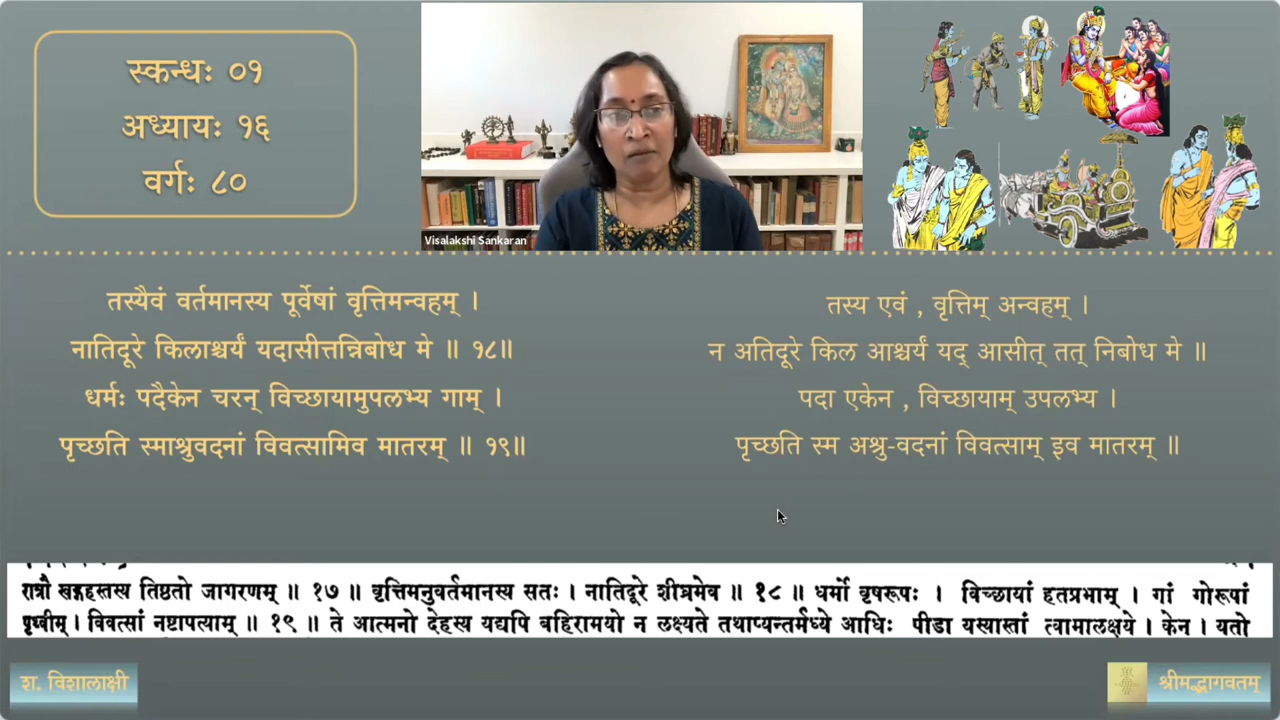 स्कन्धः ०१
अध्यायः १६
वर्गः ८०
Visalakshi Sankaran
तस्यैवं वर्तमानस्य पूर्वेषां वृत्तिमन्वहम् ।
नातिदूरे किलाश्चर्यं यदासीत्तन्निबोध मे ॥ १८॥
धर्मः पदैकेन चरन् विच्छायामुपलभ्य गाम् ।
पृच्छति स्माश्रुवदनां विवत्सामिव मातरम् ॥ १९॥
तस्य एवं , वृत्तिम् अन्वहम् ।
न अतिदूरे किल आश्चर्यं यद् आसीत् तत् निबोध मे ॥
पदा एकेन , विच्छायाम् उपलभ्य ।
पृच्छति स्म अश्रु-वदनां विवत्साम् इव मातरम् ॥
रात्रौ खड्गहस्तस्य तिष्ठतो जागरणम् ॥ १७ ॥ वृत्तिमनुवर्तमानस्य सतः । नातिदूरे शीघ्रमेव ॥ १८ ॥ धर्मो वृषरूपः । विच्छायां हतप्रभाम् । गां गोरूपां
पृथ्वीम् । विवत्सां नष्टापत्याम् ॥ १९ ॥ ते आत्मनो देहस्य यद्यपि बहिरामयो न लक्ष्यते तथाप्यन्तर्मध्ये आधिः पीडा यस्यास्तां त्वामालक्षये । केन । यतो
श. विशालाक्षी
श्रीमद्भागवतम्